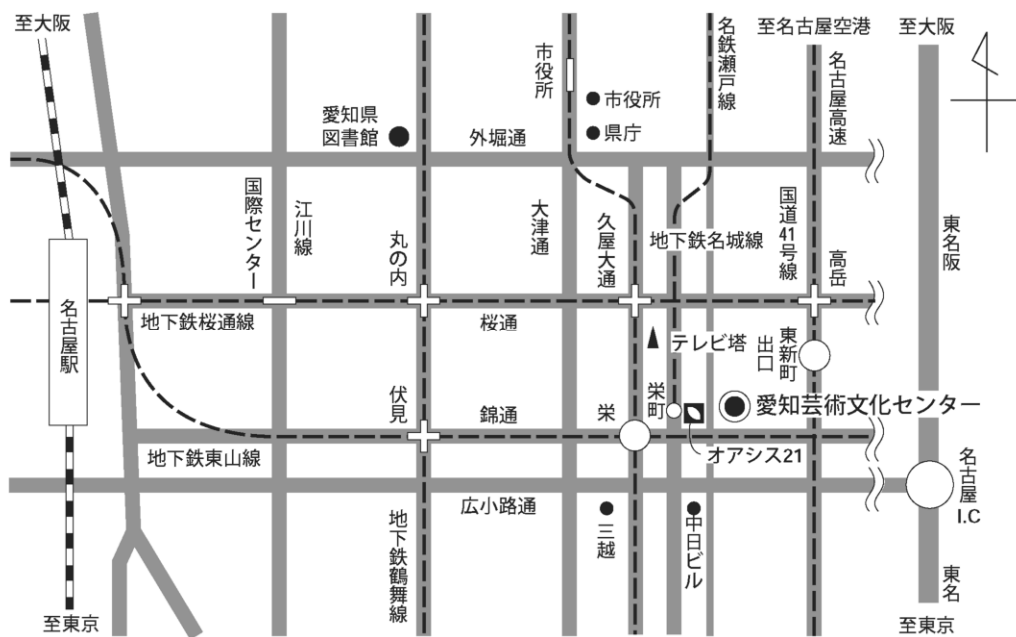 至大阪
市役所
名鉄瀬戸線
至名古屋空港
至大阪
名古屋高速
市役所
県庁
愛知県
図書館
外堀通
国際センター
江川線
丸の内
大津通
久屋大通
地下鉄名城線
国道41号線
高岳
東名阪
名古屋駅
地下鉄桜通線
桜通
テレビ塔
東新町
出口
伏見
錦通
栄
栄町
愛知芸術文化センター
地下鉄東山線
オアシス21
広小路通
名古屋
I.C
地下鉄鶴舞線
三越
中日ビル
東名
至東京
至東京